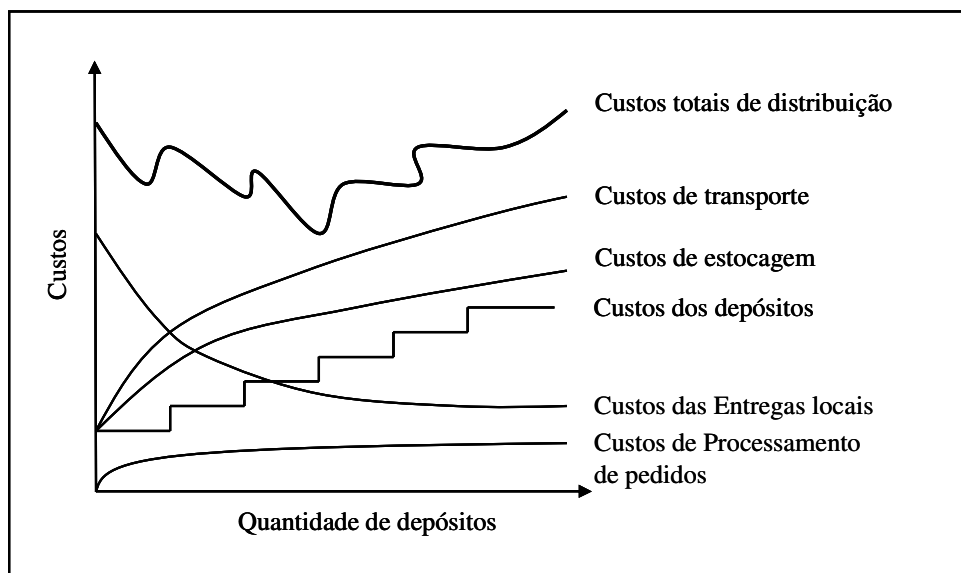 Custos totais de distribuição
Custos de transporte
Custos de estocagem
Custos dos depósitos
Custos das Entregas locais
Custos de Processamento
de pedidos
Custos
Quantidade de depósitos